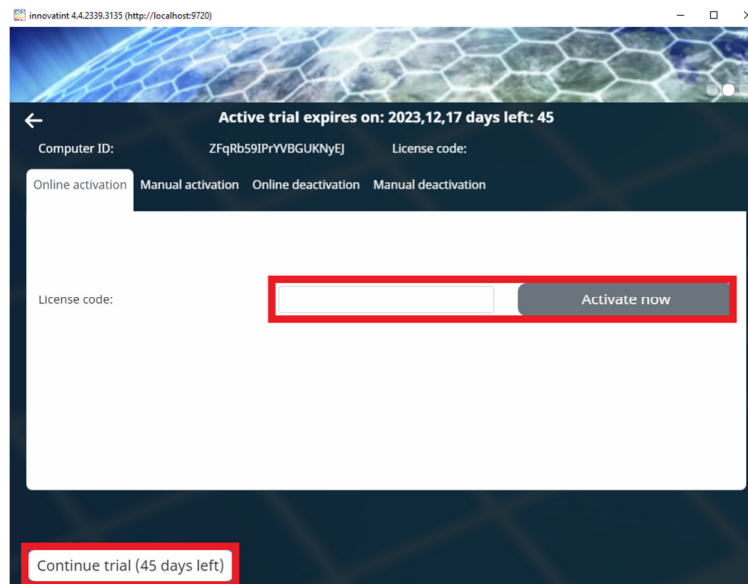 innovatint 4.4.2339.3135 (http://localhost:9720)
Active trial expires on: 2023,12,17 days left: 45
Computer ID: ZFqRb59IPrYVBGUKNyEJ License code:
Online activation Manual activation Online deactivation Manual deactivation
License code: Activate now
Continue trial (45 days left)